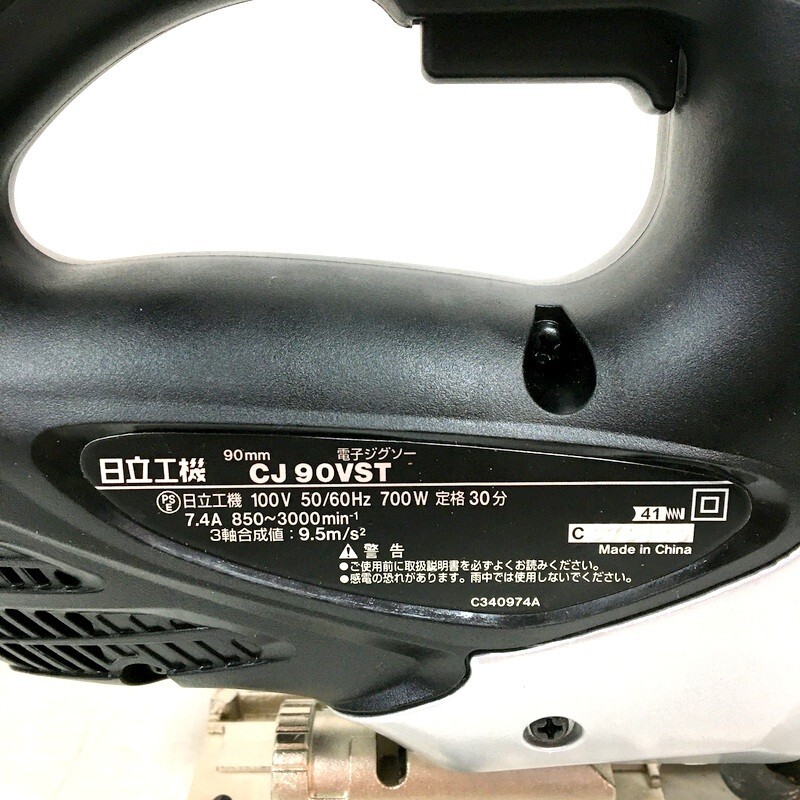 90mm 電子ジグソー
日立工機 CJ 90VST
PS E 日立工機 100V 50/60Hz 700W 定格 30分
7.4A 850~3000min⁻¹
3軸合成値:9.5m/s²
41
C
Made in China
警告
●ご使用前に取扱説明書を必ずよくお読みください。
●感電の恐れがあります。雨中では使用しないでください。
C340974A